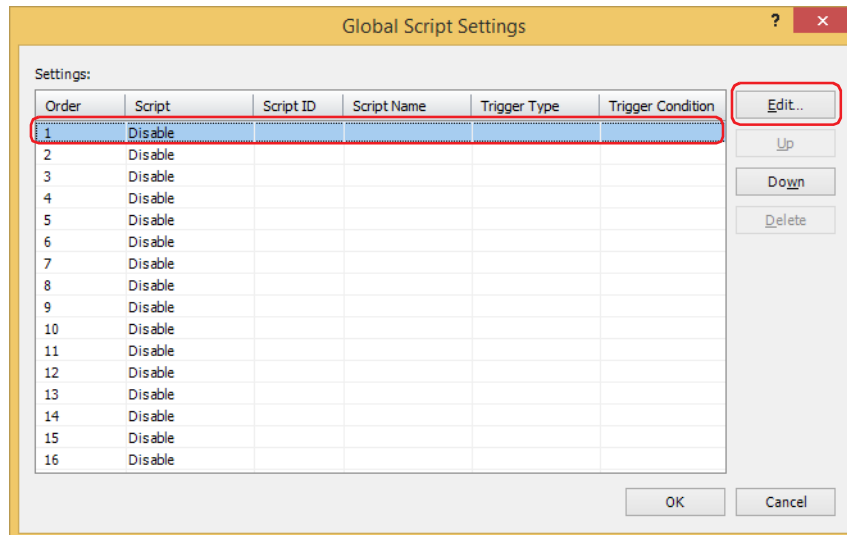 Global Script Settings ? ×
Settings:
Order Script Script ID Script Name Trigger Type Trigger Condition Edit...
1 Disable
Up
2 Disable
3 Disable Down
4 Disable
5 Disable Delete
6 Disable
7 Disable
8 Disable
9 Disable
10 Disable
11 Disable
12 Disable
13 Disable
14 Disable
15 Disable
16 Disable
OK Cancel